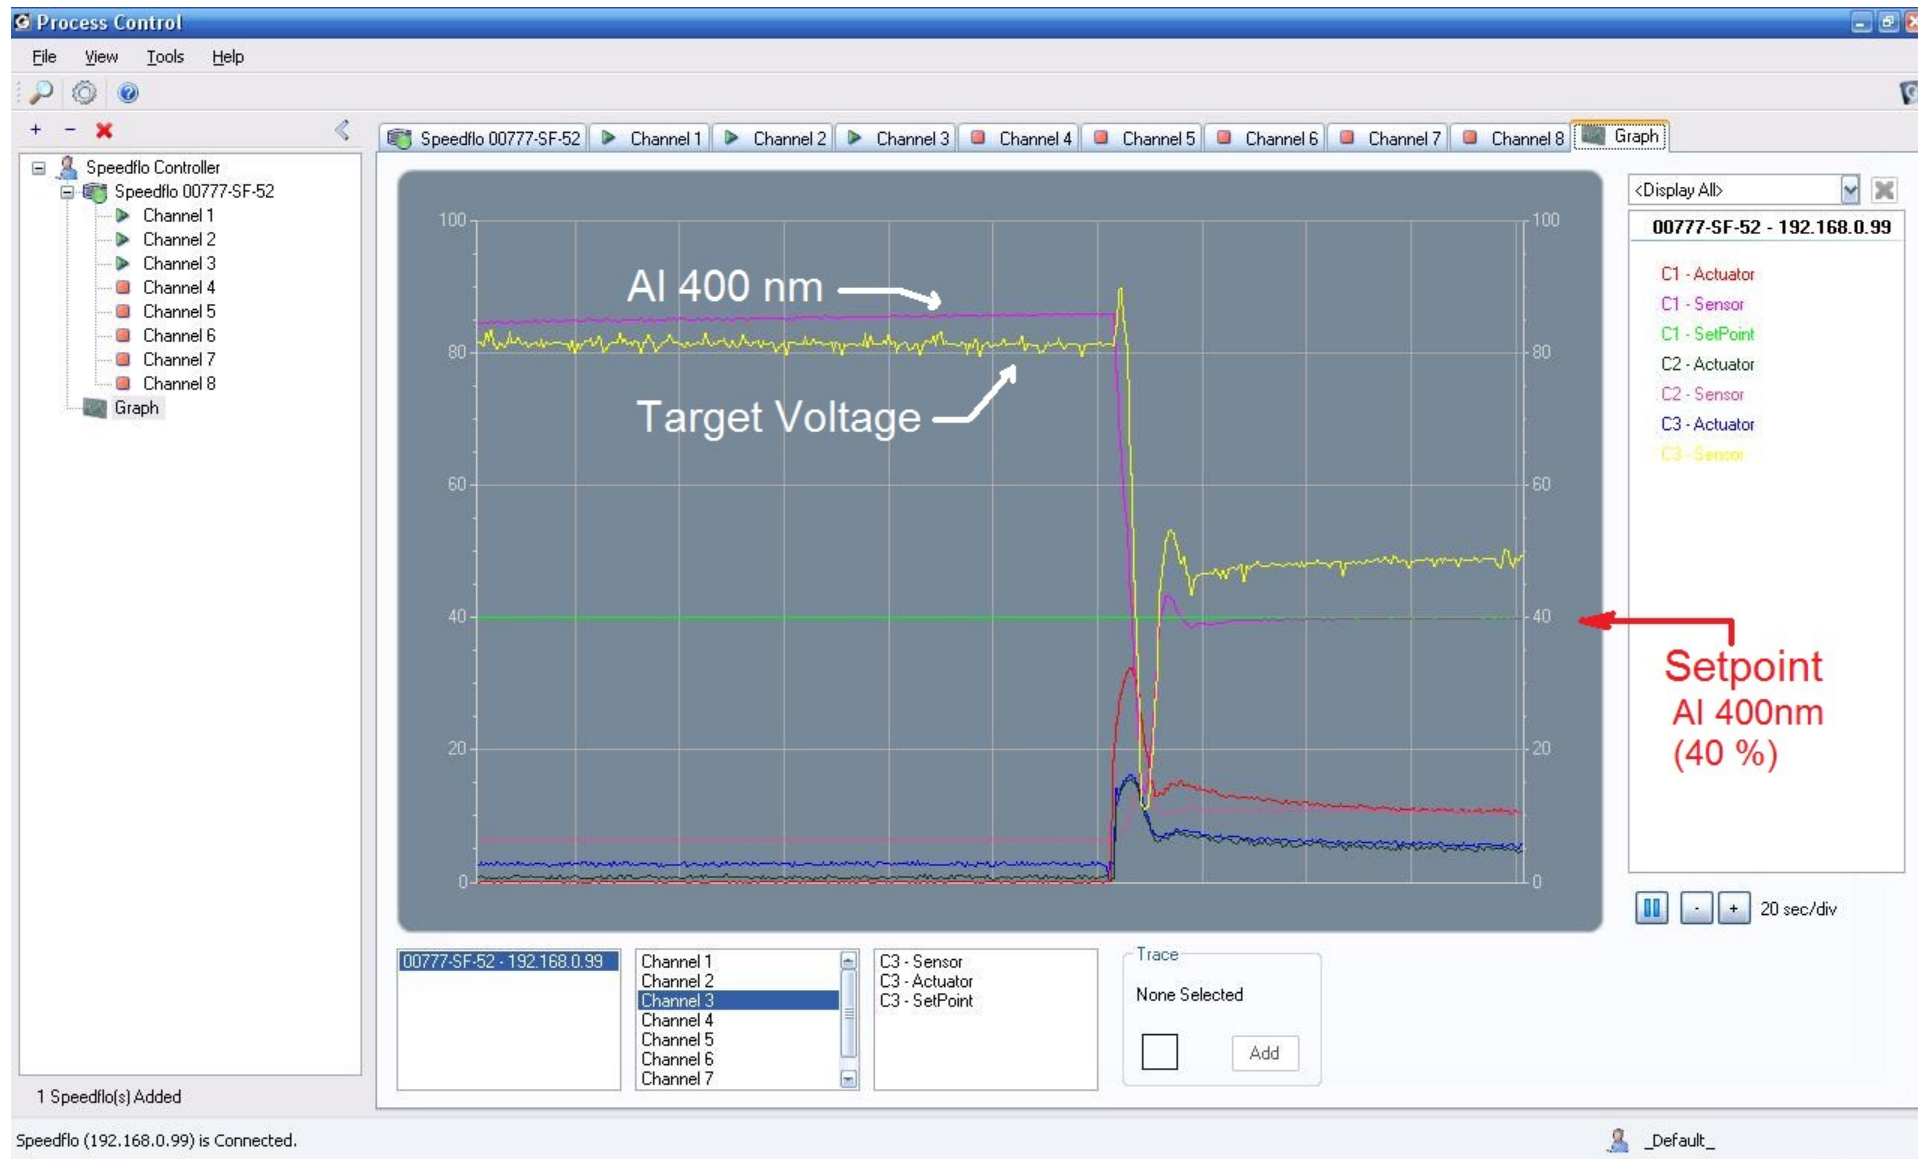 Process Control
File View Tools Help
+ - 
Speedflo 00777-SF-52 Channel 1 Channel 2 Channel 3 Channel 4 Channel 5 Channel 6 Channel 7 Channel 8 Graph
Speedflo Controller
Speedflo 00777-SF-52
Channel 1
Channel 2
Channel 3
Channel 4
Channel 5
Channel 6
Channel 7
Channel 8
Graph
1 Speedflo(s) Added
100
80
60
40
20
0
Al 400 nm
Target Voltage
100
80
60
40
20
0
<Display All>
00777-SF-52 - 192.168.0.99
C1 - Actuator
C1 - Sensor
C1 - SetPoint
C2 - Actuator
C2 - Sensor
C3 - Actuator
C3 - Sensor
Setpoint
Al 400nm
(40 %)
- + 20 sec/div
00777-SF-52 - 192.168.0.99
Channel 1
Channel 2
Channel 3
Channel 4
Channel 5
Channel 6
Channel 7
C3 - Sensor
C3 - Actuator
C3 - SetPoint
Trace
None Selected
Add
Speedflo (192.168.0.99) is Connected.
_Default_